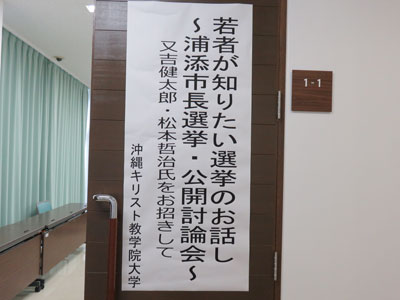 若者が知りたい選挙のお話し
～浦添市長選挙・公開討論会～
又吉健太郎・松本哲治氏をお招きして
沖縄キリスト教学院大学
1-1